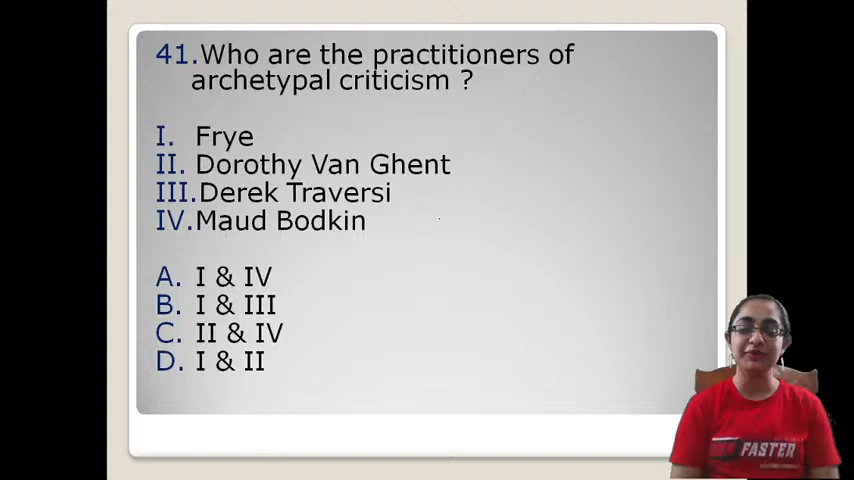 41.Who are the practitioners of
archetypal criticism ?
I. Frye
II. Dorothy Van Ghent
III.Derek Traversi
IV.Maud Bodkin
A. I & IV
B. I & III
C. II & IV
D. I & II
FASTER